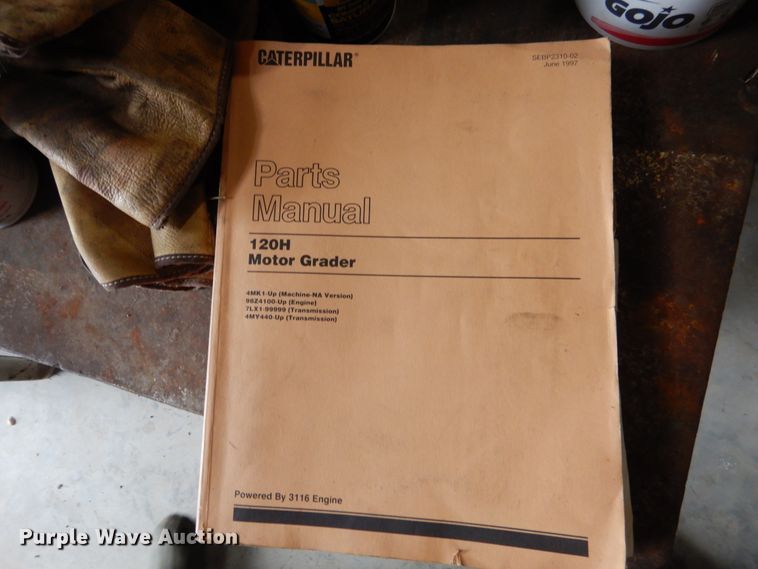 CATERPILLAR®
SEBP2310-02
June 1997
GOJO
Parts
Manual
120H
Motor Grader
4MK1-Up (Machine-NA Version)
96Z4100-Up (Engine)
7LX1-99999 (Transmission)
4MY440-Up (Transmission)
Powered By 3116 Engine
Purple Wave Auction